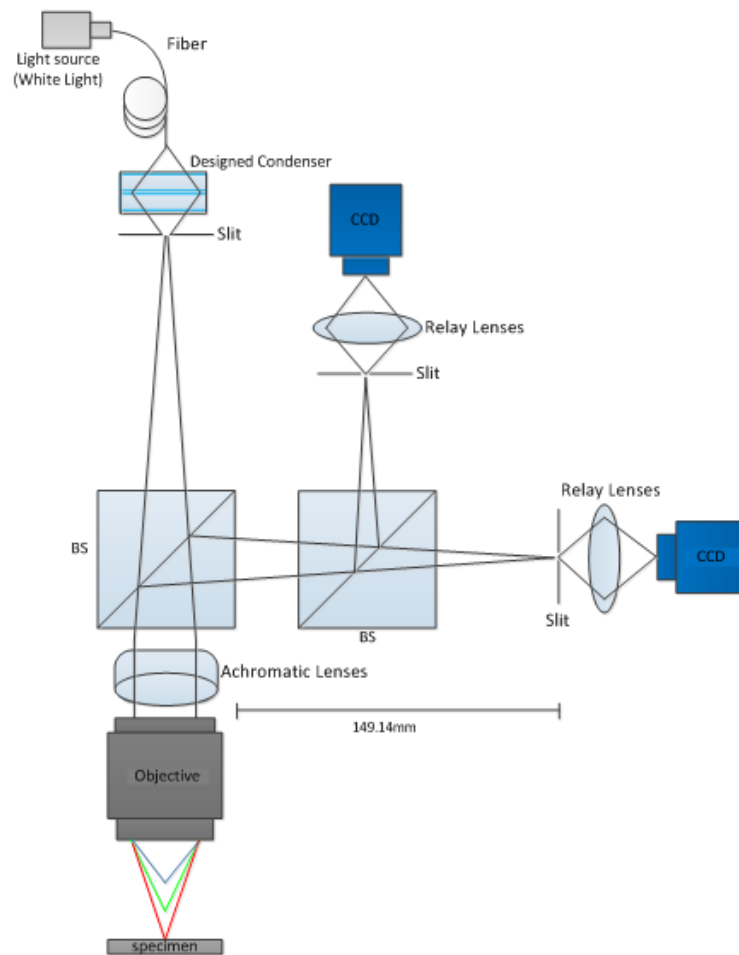 Fiber
Light source
(White Light)
Designed Condenser
Slit
CCD
Relay Lenses
Slit
Relay Lenses
BS
CCD
Slit
BS
Achromatic Lenses
149.14mm
Objective
specimen